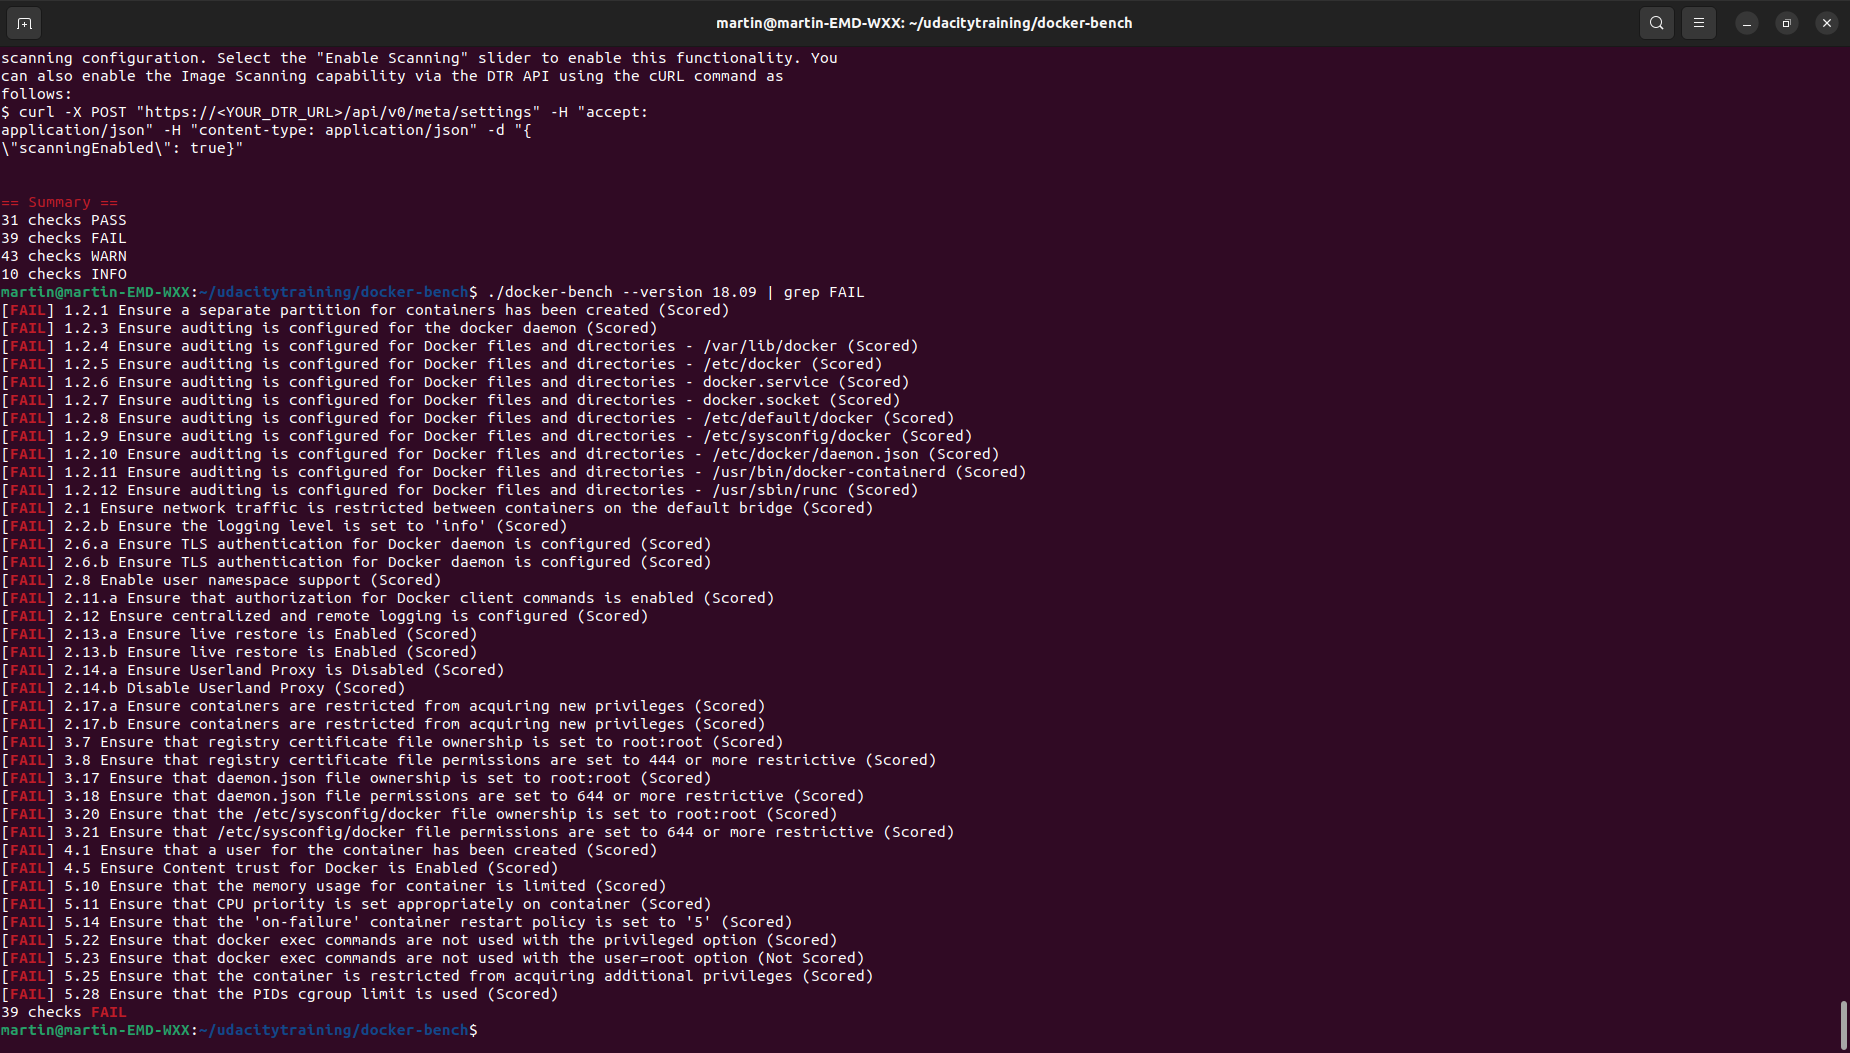 martin@martin-EMD-WXX: ~/udacitytraining/docker-bench
scanning configuration. Select the "Enable Scanning" slider to enable this functionality. You
can also enable the Image Scanning capability via the DTR API using the cURL command as
follows:
$ curl -X POST "https://<YOUR_DTR_URL>/api/v0/meta/settings" -H "accept:
application/json" -H "content-type: application/json" -d "{
\"scanningEnabled\": true}"
== Summary ==
31 checks PASS
39 checks FAIL
43 checks WARN
10 checks INFO
martin@martin-EMD-WXX:~/udacitytraining/docker-bench$ ./docker-bench --version 18.09 | grep FAIL
[FAIL] 1.2.1 Ensure a separate partition for containers has been created (Scored)
[FAIL] 1.2.3 Ensure auditing is configured for the docker daemon (Scored)
[FAIL] 1.2.4 Ensure auditing is configured for Docker files and directories - /var/lib/docker (Scored)
[FAIL] 1.2.5 Ensure auditing is configured for Docker files and directories - /etc/docker (Scored)
[FAIL] 1.2.6 Ensure auditing is configured for Docker files and directories - docker.service (Scored)
[FAIL] 1.2.7 Ensure auditing is configured for Docker files and directories - docker.socket (Scored)
[FAIL] 1.2.8 Ensure auditing is configured for Docker files and directories - /etc/default/docker (Scored)
[FAIL] 1.2.9 Ensure auditing is configured for Docker files and directories - /etc/sysconfig/docker (Scored)
[FAIL] 1.2.10 Ensure auditing is configured for Docker files and directories - /etc/docker/daemon.json (Scored)
[FAIL] 1.2.11 Ensure auditing is configured for Docker files and directories - /usr/bin/docker-containerd (Scored)
[FAIL] 1.2.12 Ensure auditing is configured for Docker files and directories - /usr/sbin/runc (Scored)
[FAIL] 2.1 Ensure network traffic is restricted between containers on the default bridge (Scored)
[FAIL] 2.2.b Ensure the logging level is set to 'info' (Scored)
[FAIL] 2.6.a Ensure TLS authentication for Docker daemon is configured (Scored)
[FAIL] 2.6.b Ensure TLS authentication for Docker daemon is configured (Scored)
[FAIL] 2.8 Enable user namespace support (Scored)
[FAIL] 2.11.a Ensure that authorization for Docker client commands is enabled (Scored)
[FAIL] 2.12 Ensure centralized and remote logging is configured (Scored)
[FAIL] 2.13.a Ensure live restore is Enabled (Scored)
[FAIL] 2.13.b Ensure live restore is Enabled (Scored)
[FAIL] 2.14.a Ensure Userland Proxy is Disabled (Scored)
[FAIL] 2.14.b Disable Userland Proxy (Scored)
[FAIL] 2.17.a Ensure containers are restricted from acquiring new privileges (Scored)
[FAIL] 2.17.b Ensure containers are restricted from acquiring new privileges (Scored)
[FAIL] 3.7 Ensure that registry certificate file ownership is set to root:root (Scored)
[FAIL] 3.8 Ensure that registry certificate file permissions are set to 444 or more restrictive (Scored)
[FAIL] 3.17 Ensure that daemon.json file ownership is set to root:root (Scored)
[FAIL] 3.18 Ensure that daemon.json file permissions are set to 644 or more restrictive (Scored)
[FAIL] 3.20 Ensure that the /etc/sysconfig/docker file ownership is set to root:root (Scored)
[FAIL] 3.21 Ensure that /etc/sysconfig/docker file permissions are set to 644 or more restrictive (Scored)
[FAIL] 4.1 Ensure that a user for the container has been created (Scored)
[FAIL] 4.5 Ensure Content trust for Docker is Enabled (Scored)
[FAIL] 5.10 Ensure that the memory usage for container is limited (Scored)
[FAIL] 5.11 Ensure that CPU priority is set appropriately on container (Scored)
[FAIL] 5.14 Ensure that the 'on-failure' container restart policy is set to '5' (Scored)
[FAIL] 5.22 Ensure that docker exec commands are not used with the privileged option (Scored)
[FAIL] 5.23 Ensure that docker exec commands are not used with the user=root option (Not Scored)
[FAIL] 5.25 Ensure that the container is restricted from acquiring additional privileges (Scored)
[FAIL] 5.28 Ensure that the PIDs cgroup limit is used (Scored)
39 checks FAIL
martin@martin-EMD-WXX:~/udacitytraining/docker-bench$